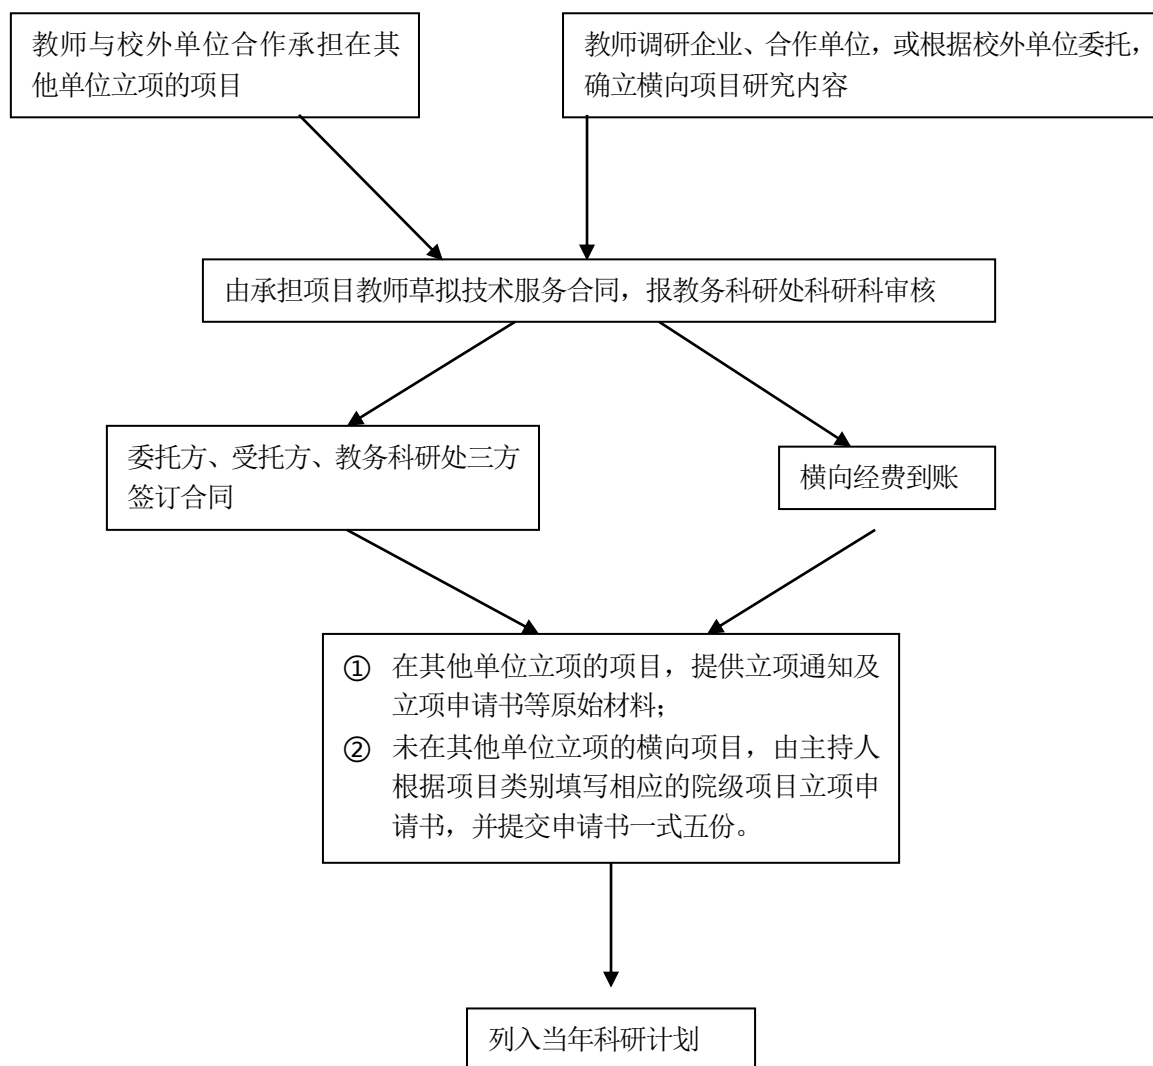 教师与校外单位合作承担在其
他单位立项的项目
教师调研企业、合作单位，或根据校外单位委托，
确立横向项目研究内容
由承担项目教师草拟技术服务合同，报教务科研处科研科审核
委托方、受托方、教务科研处三方
签订合同
横向经费到账
① 在其他单位立项的项目，提供立项通知及
立项申请书等原始材料；
② 未在其他单位立项的横向项目，由主持人
根据项目类别填写相应的院级项目立项申
请书，并提交申请书一式五份。
列入当年科研计划